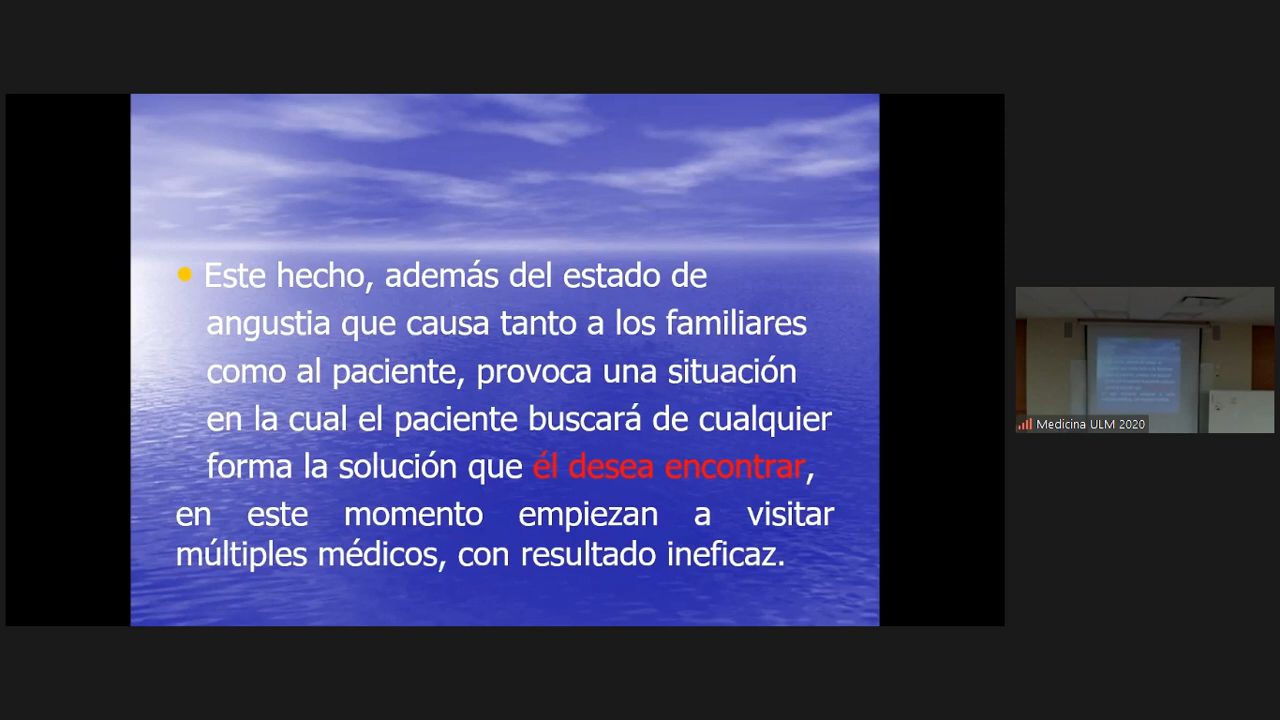 Este hecho, además del estado de
angustia que causa tanto a los familiares
como al paciente, provoca una situación
en la cual el paciente buscará de cualquier
forma la solución que él desea encontrar,
en este momento empiezan a visitar
múltiples médicos, con resultado ineficaz.
Medicina ULM 2020